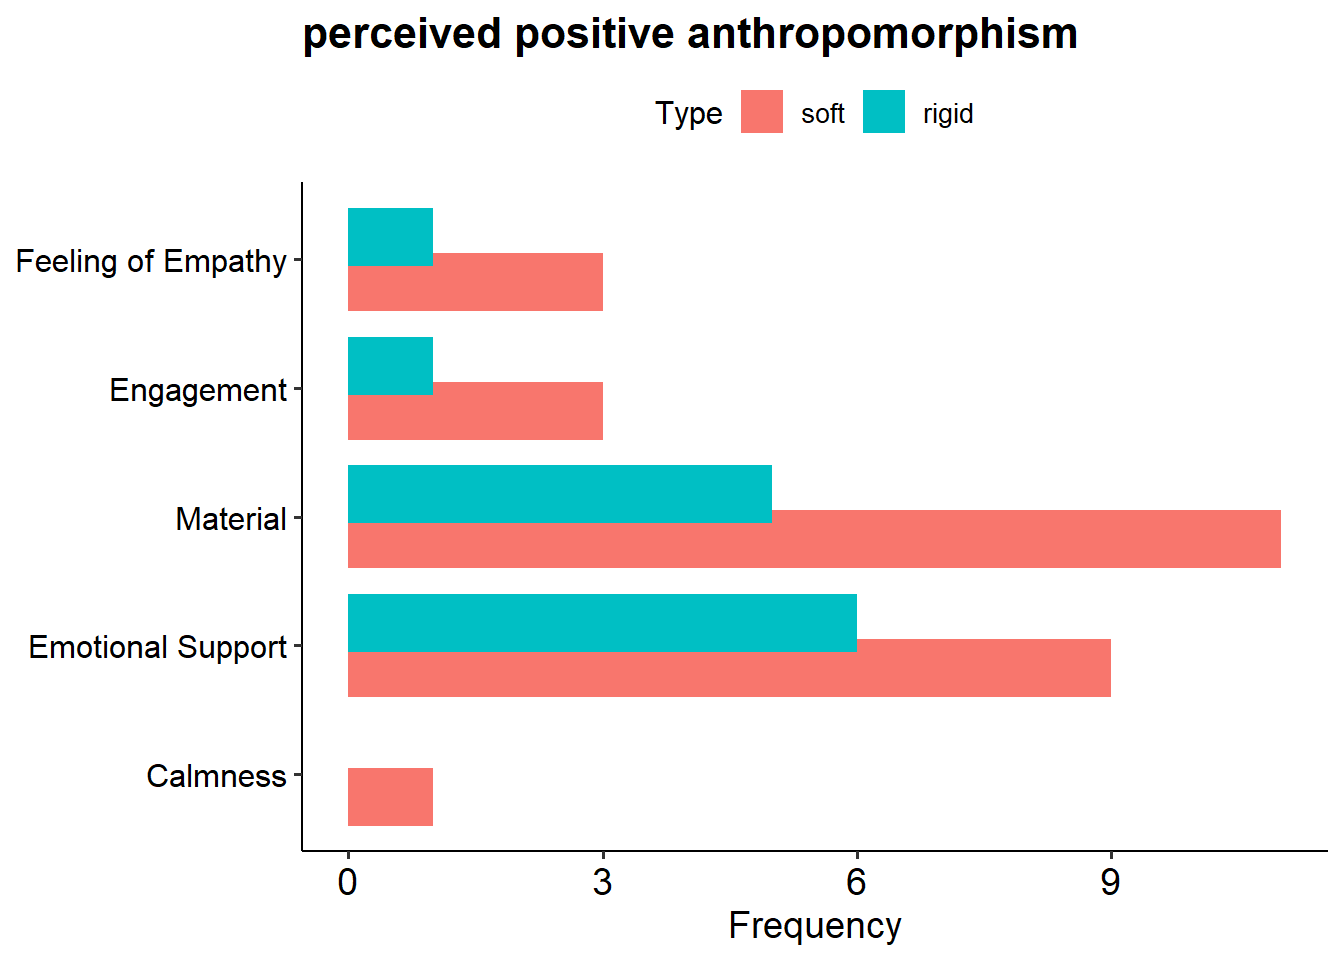 perceived positive anthropomorphism
Type soft rigid
Feeling of Empathy
Engagement
Material
Emotional Support
Calmness
0 3 6 9
Frequency